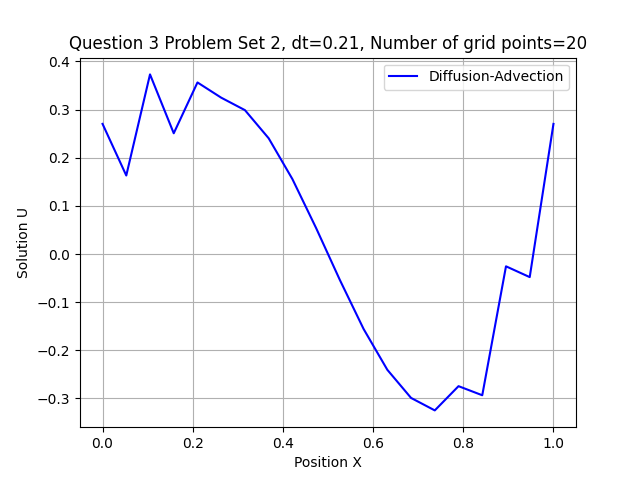 Question 3 Problem Set 2, dt=0.21, Number of grid points=20
Diffusion-Advection
Solution U
0.4
0.3
0.2
0.1
0.0
−0.1
−0.2
−0.3
0.0 0.2 0.4 0.6 0.8 1.0
Position X